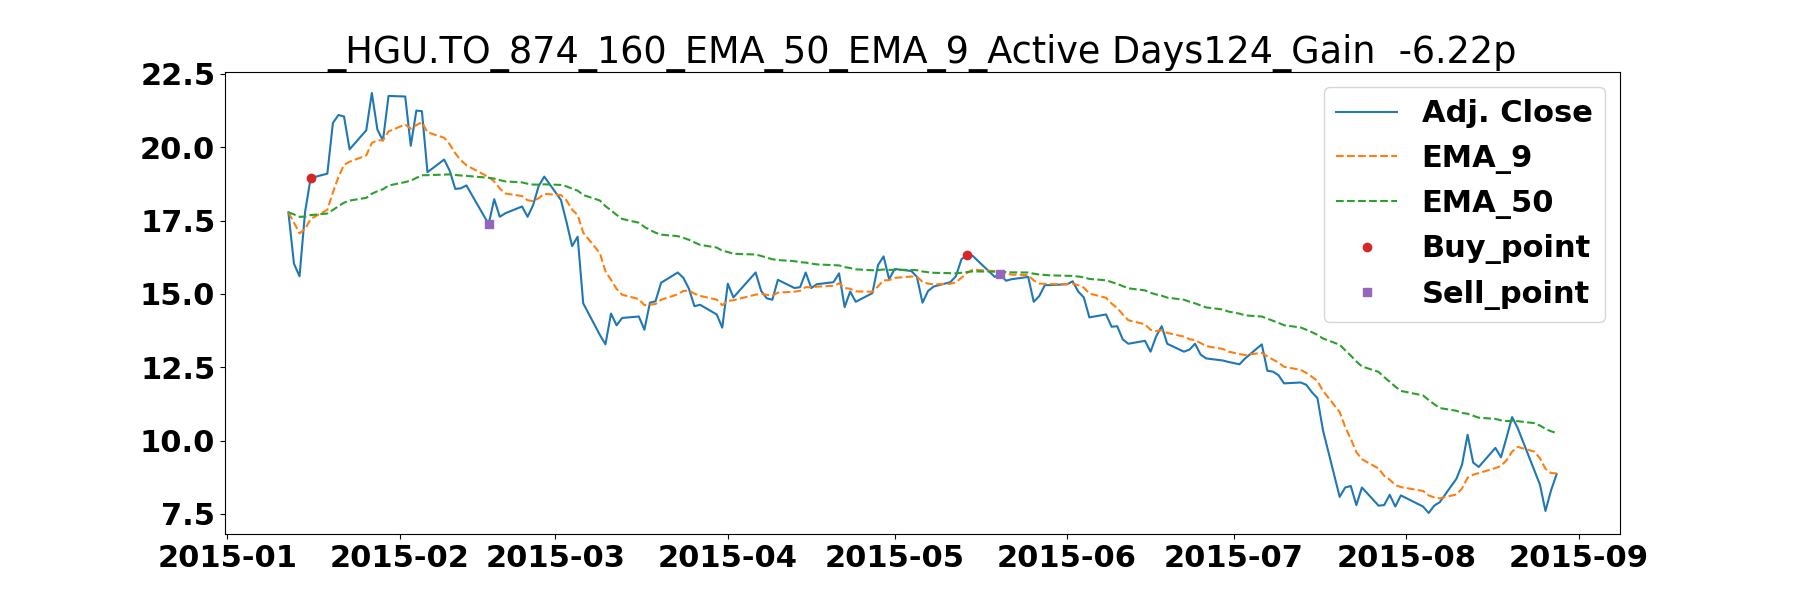 _HGU.TO_874_160_EMA_50_EMA_9_Active Days124_Gain  -6.22p
22.5
20.0
17.5
15.0
12.5
10.0
7.5
Adj. Close
EMA_9
EMA_50
Buy_point
Sell_point
2015-01 2015-02 2015-03 2015-04 2015-05 2015-06 2015-07 2015-08 2015-09